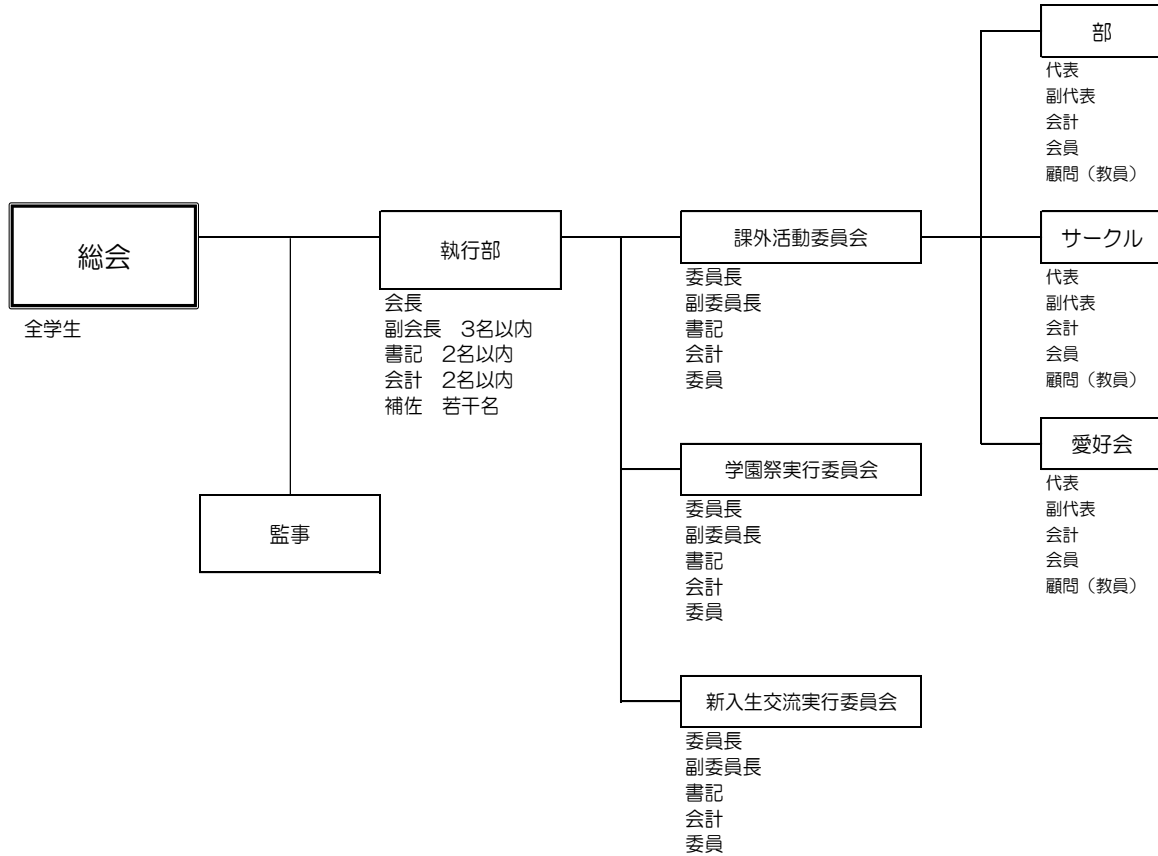 総会
全学生
監事
執行部
会長
副会長　3名以内
書記　2名以内
会計　2名以内
補佐　若干名
課外活動委員会
委員長
副委員長
書記
会計
委員
学園祭実行委員会
委員長
副委員長
書記
会計
委員
新入生交流実行委員会
委員長
副委員長
書記
会計
委員
部
代表
副代表
会計
会員
顧問（教員）
サークル
代表
副代表
会計
会員
顧問（教員）
愛好会
代表
副代表
会計
会員
顧問（教員）